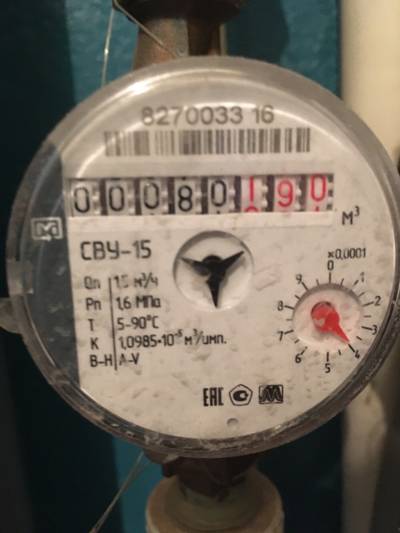 8270033 16
00080190
м³
СВУ-15
Qn 1,5 м³/ч
Pn 1,6 МПа
T 5-90°C
K 1,0985·10⁻⁵ м³/имп.
B-H A-V
x0,0001
0
1
2
3
4
5
6
7
8
9
EAC